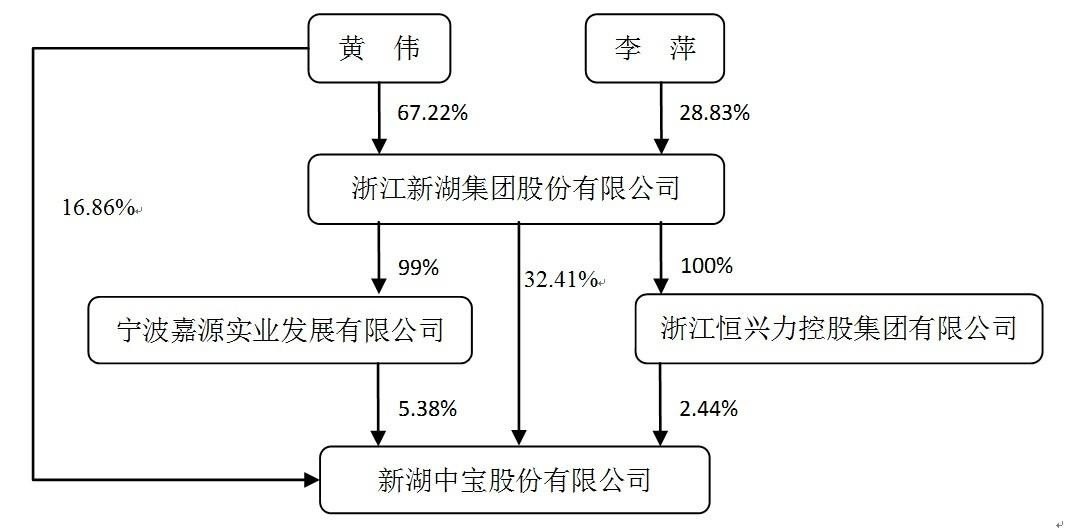 黄 伟
李 萍
67.22%
28.83%
浙江新湖集团股份有限公司
16.86%
99%
32.41%
100%
宁波嘉源实业发展有限公司
浙江恒兴力控股集团有限公司
5.38%
2.44%
新湖中宝股份有限公司